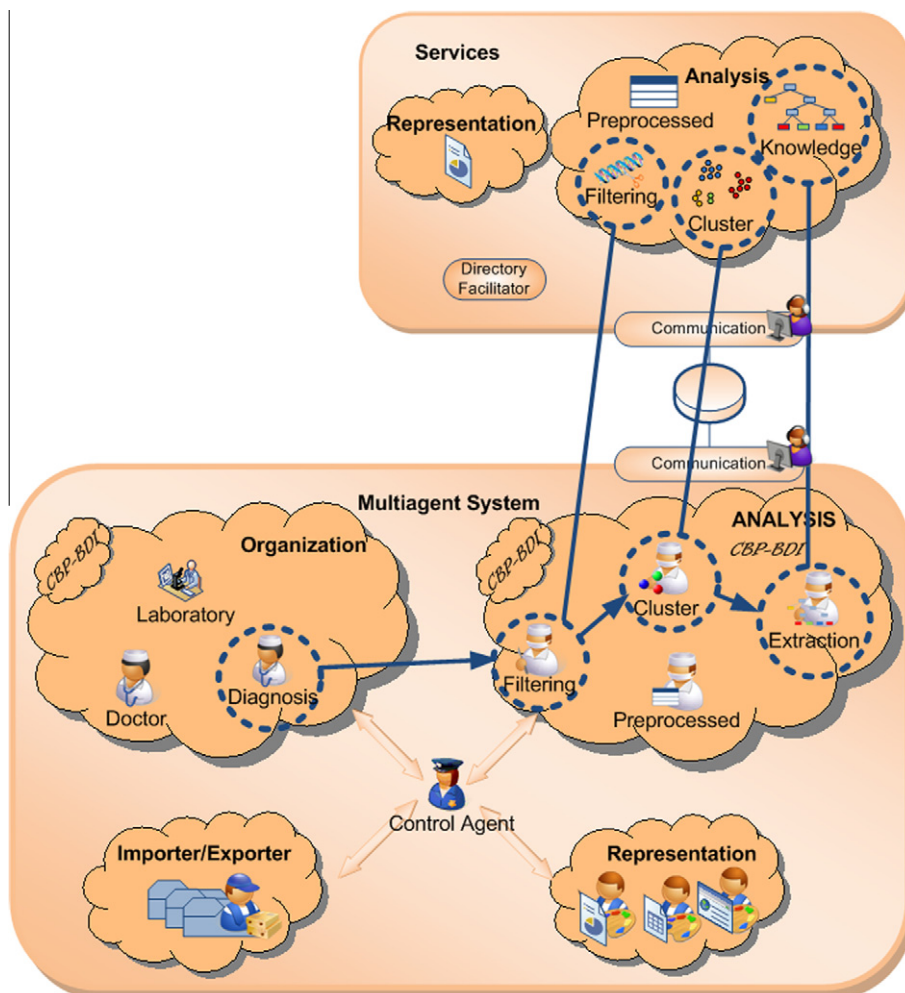 Services
Analysis
Representation
Preprocessed
Knowledge
Filtering
Cluster
Directory
Facilitator
Communication
Communication
Multiagent System
CBP-BDI
Organization
CBP-BDI
ANALYSIS
CBP-BDI
Laboratory
Cluster
Extraction
Doctor
Diagnosis
Filtering
Preprocessed
Control Agent
Importer/Exporter
Representation